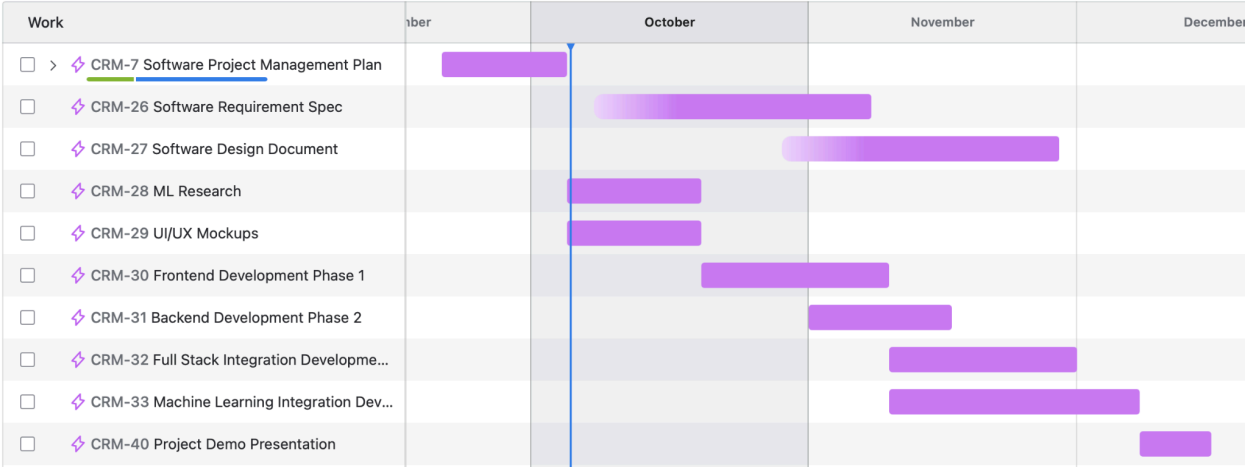 Work
October
November
December
CRM-7 Software Project Management Plan
CRM-26 Software Requirement Spec
CRM-27 Software Design Document
CRM-28 ML Research
CRM-29 UI/UX Mockups
CRM-30 Frontend Development Phase 1
CRM-31 Backend Development Phase 2
CRM-32 Full Stack Integration Developme...
CRM-33 Machine Learning Integration Dev...
CRM-40 Project Demo Presentation